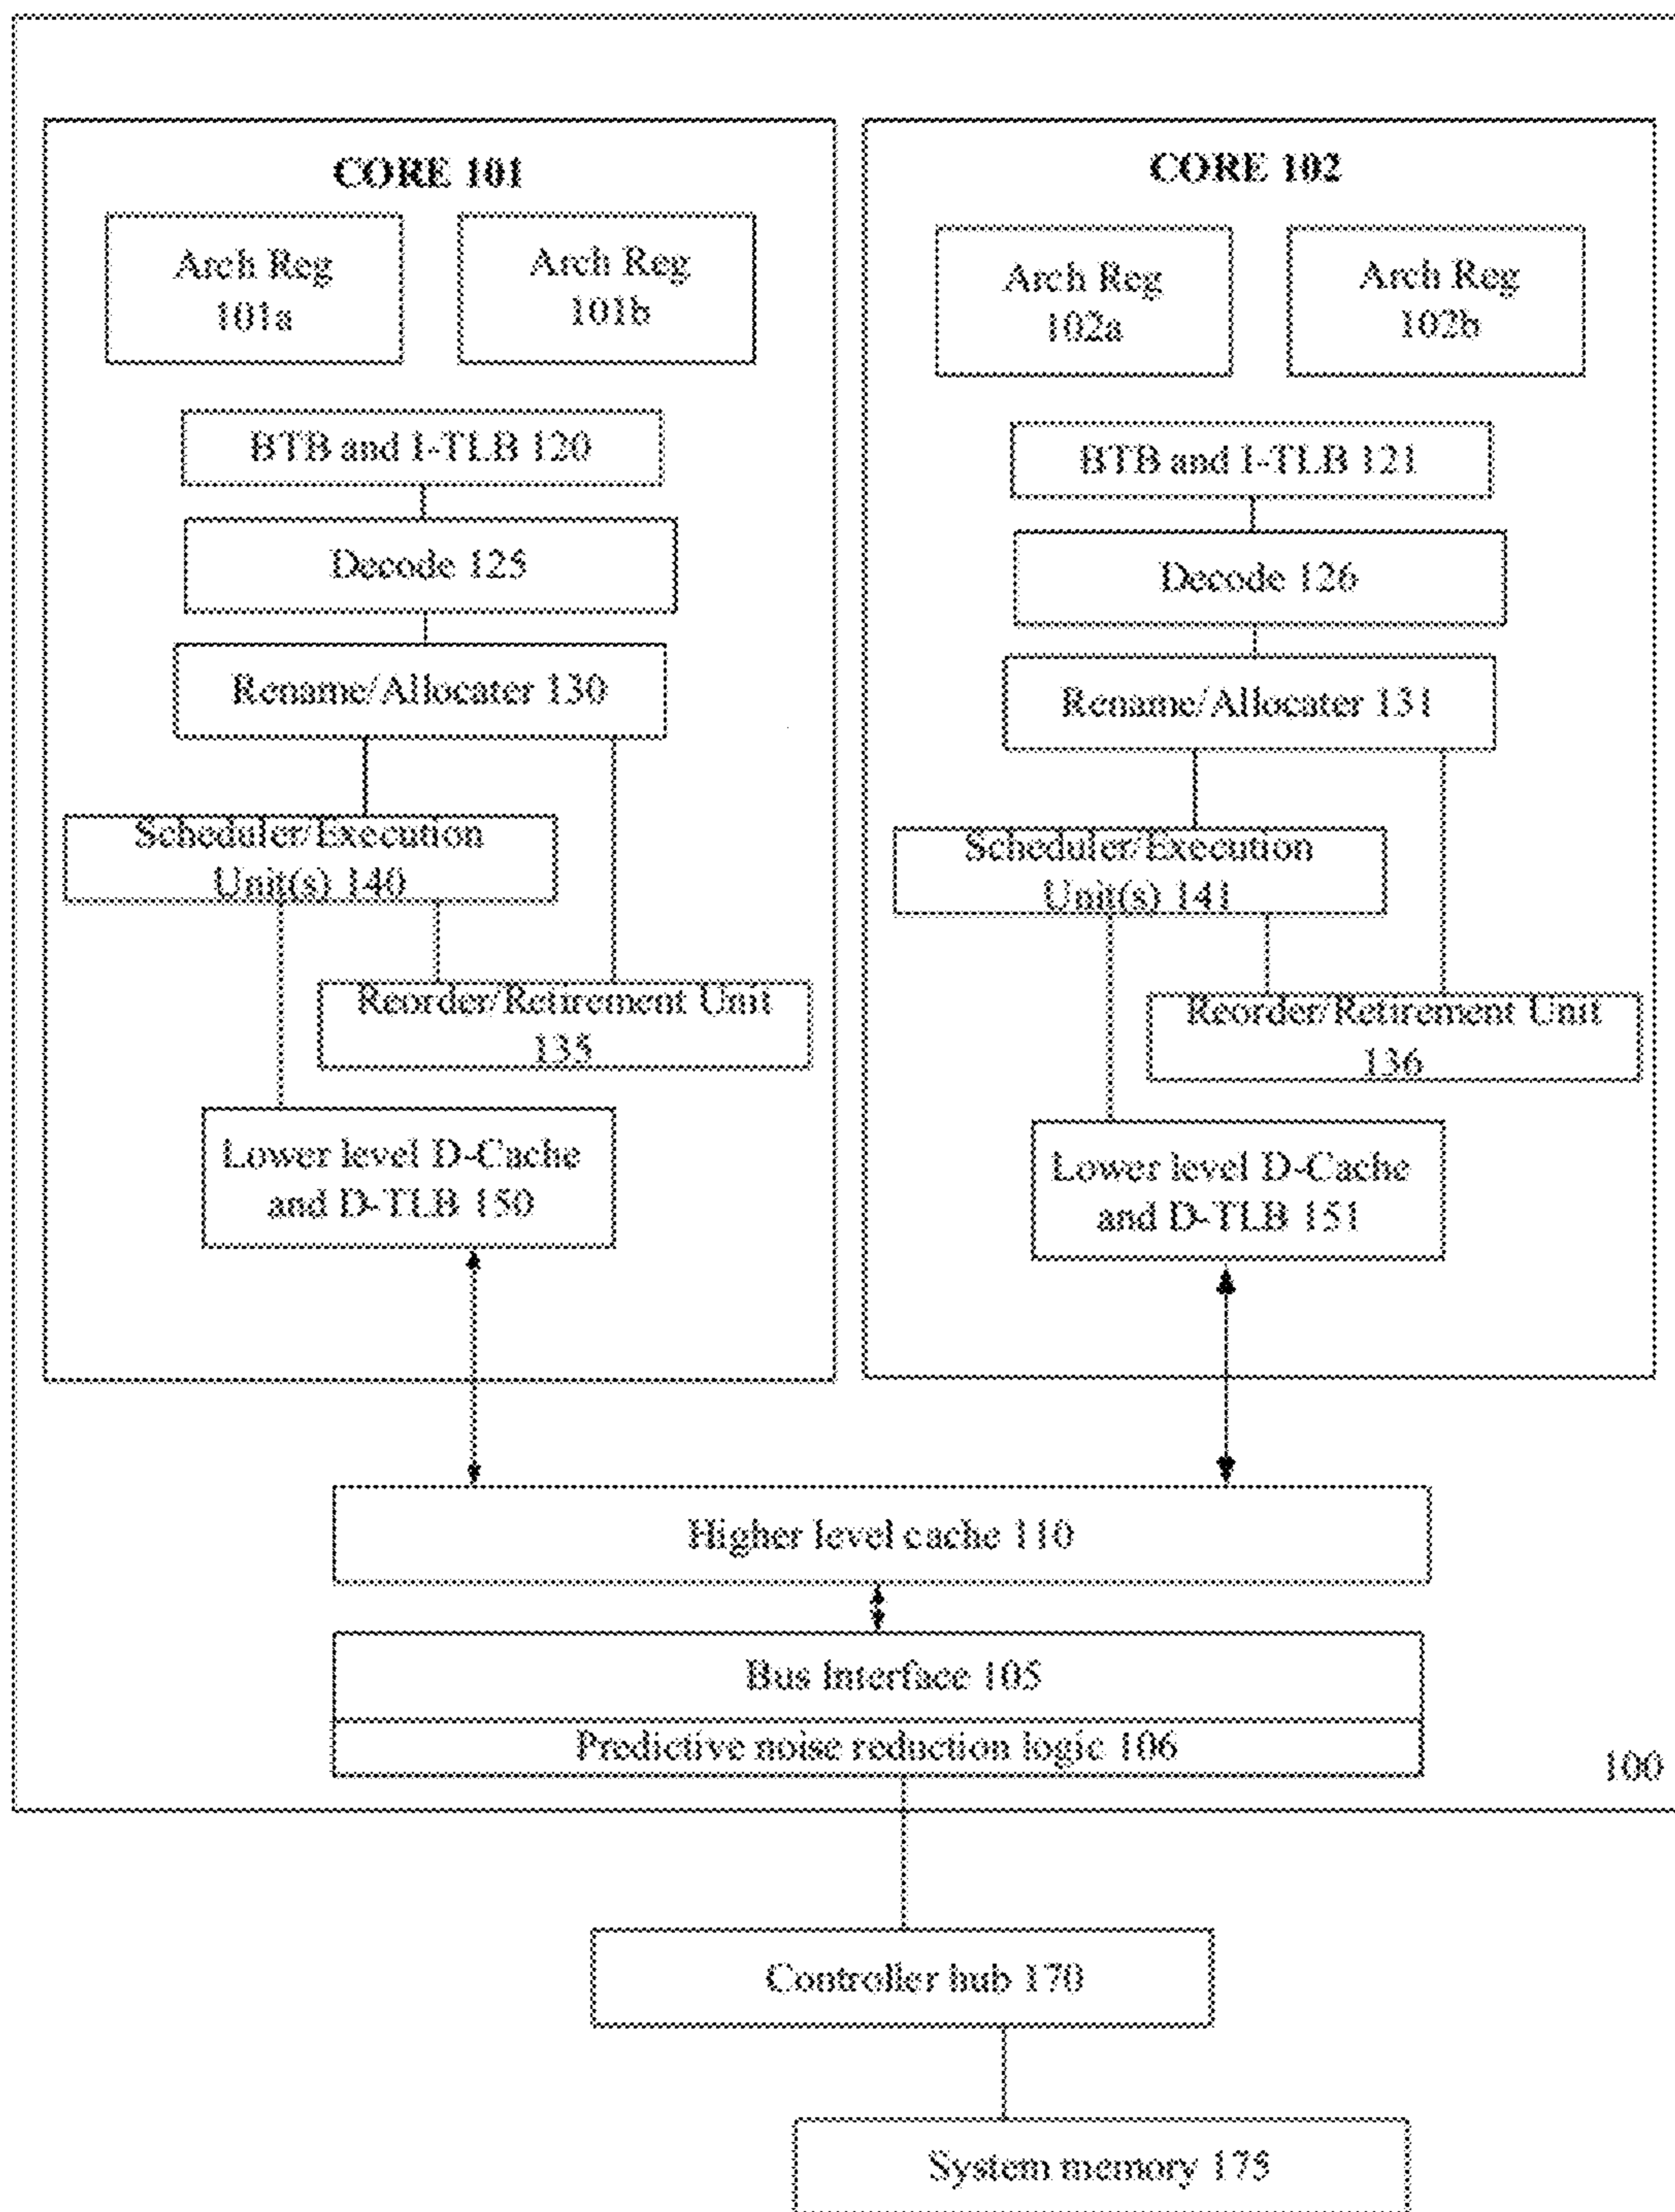 CORE 101
Arch Reg
101a
Arch Reg
101b
BTB and I-TLB 120
Decode 125
Rename/Allocater 130
Scheduler/Execution
Unit(s) 140
Reorder/Retirement Unit
135
Lower level D-Cache
and D-TLB 150
CORE 102
Arch Reg
102a
Arch Reg
102b
BTB and I-TLB 121
Decode 126
Rename/Allocater 131
Scheduler/Execution
Unit(s) 141
Reorder/Retirement Unit
136
Lower level D-Cache
and D-TLB 151
Higher level cache 110
Bus Interface 105
Predictive noise reduction logic 106
100
Controller hub 170
System memory 175